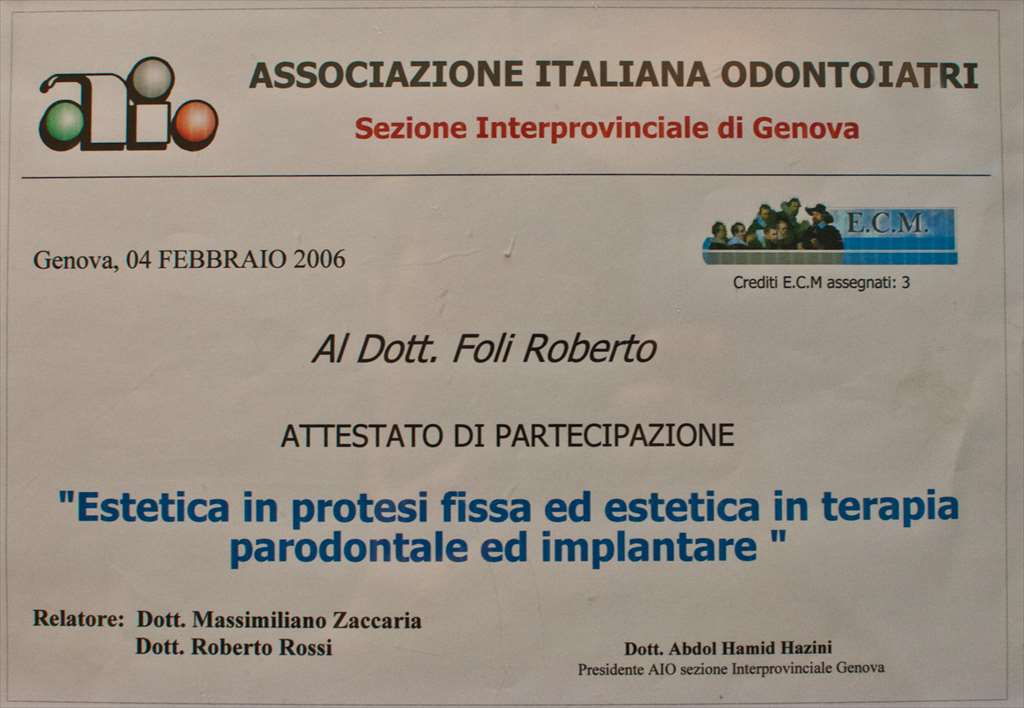 aio
ASSOCIAZIONE ITALIANA ODONTOIATRI
Sezione Interprovinciale di Genova
E.C.M.
Genova, 04 FEBBRAIO 2006
Crediti E.C.M assegnati: 3
Al Dott. Foli Roberto
ATTESTATO DI PARTECIPAZIONE
"Estetica in protesi fissa ed estetica in terapia
parodontale ed implantare "
Relatore: Dott. Massimiliano Zaccaria
Dott. Roberto Rossi
Dott. Abdol Hamid Hazini
Presidente AIO sezione Interprovinciale Genova